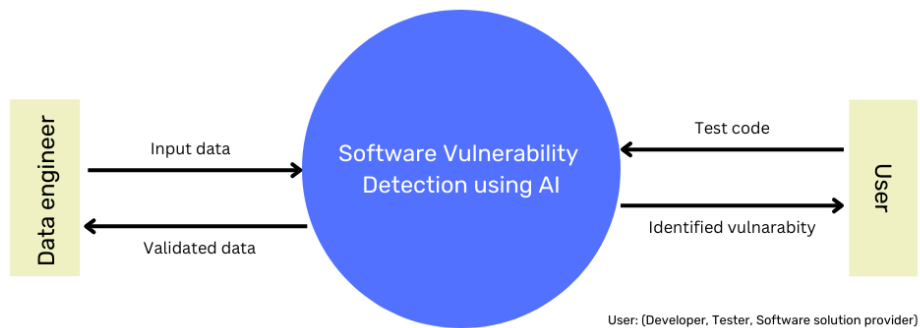 Data engineer
Input data
Validated data
Software Vulnerability
Detection using AI
Test code
Identified vulnarabity
User
User: (Developer, Tester, Software solution provider)